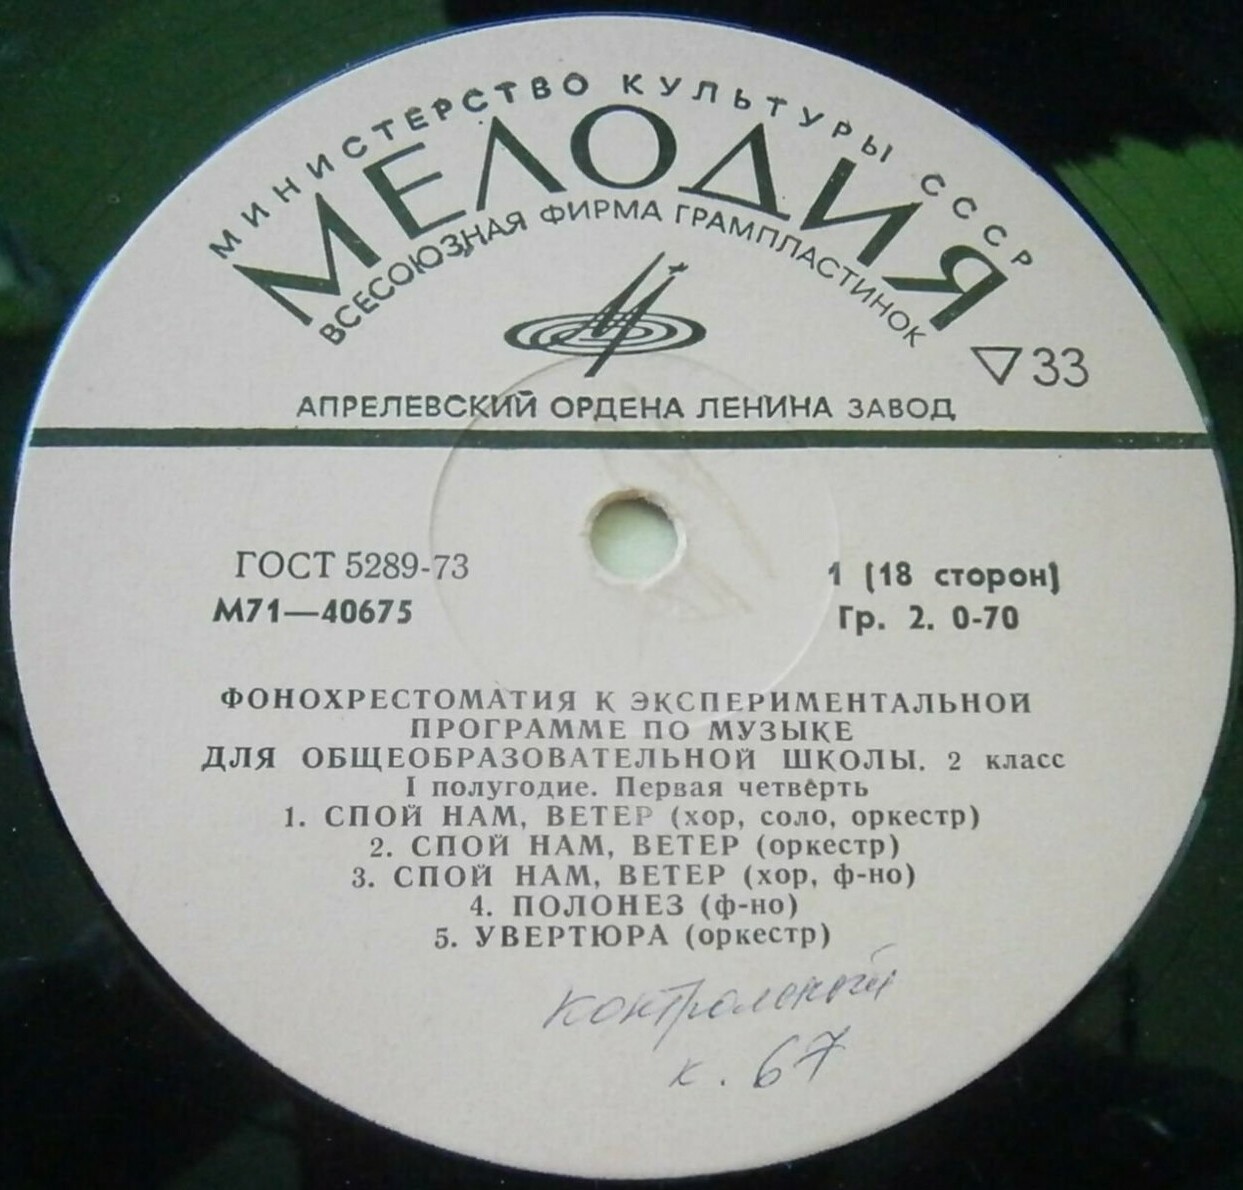 МИНИСТЕРСТВО КУЛЬТУРЫ СССР
МЕЛОДИЯ
ВСЕСОЮЗНАЯ ФИРМА ГРАМПЛАСТИНОК
▽33
АПРЕЛЕВСКИЙ ОРДЕНА ЛЕНИНА ЗАВОД
ГОСТ 5289-73
М71—40675
1 (18 сторон)
Гр. 2. 0-70
ФОНОХРЕСТОМАТИЯ К ЭКСПЕРИМЕНТАЛЬНОЙ
ПРОГРАММЕ ПО МУЗЫКЕ
ДЛЯ ОБЩЕОБРАЗОВАТЕЛЬНОЙ ШКОЛЫ. 2 класс
I полугодие. Первая четверть
1. СПОЙ НАМ, ВЕТЕР (хор, соло, оркестр)
2. СПОЙ НАМ, ВЕТЕР (оркестр)
3. СПОЙ НАМ, ВЕТЕР (хор, ф-но)
4. ПОЛОНЕЗ (ф-но)
5. УВЕРТЮРА (оркестр)
контрольный
к. 67